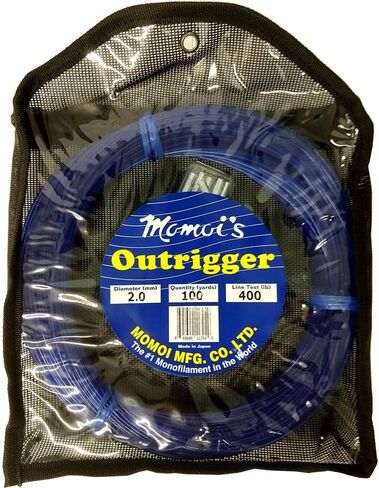 Momoi's
Outrigger
Diameter (mm) Quantity (yards) Line Test (lb)
2.0 100 400
Made in Japan
MOMOI MFG. CO. LTD.
The #1 Monofilament in the World